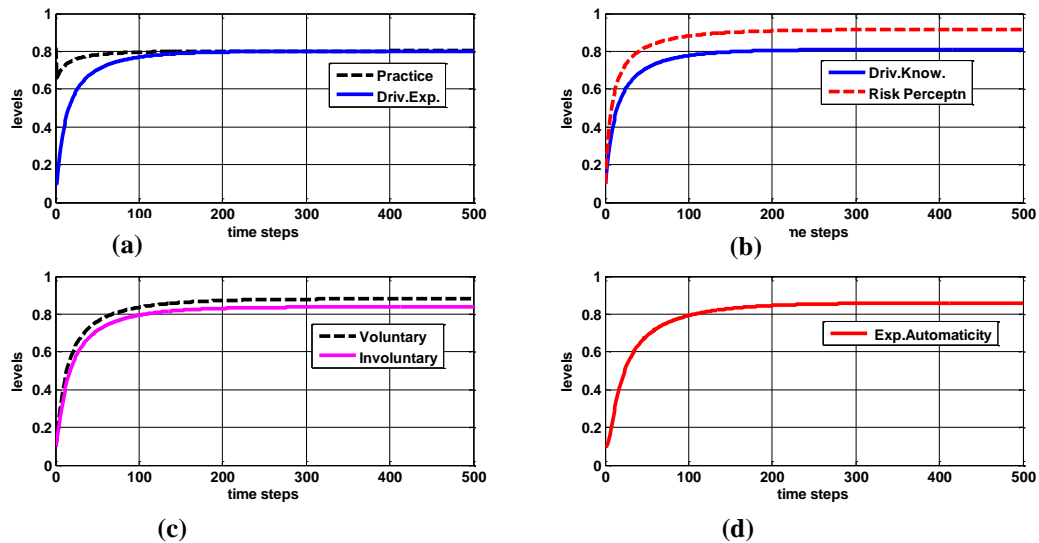 1
0.8
0.6
0.4
0.2
0
levels
Practice
Driv.Exp.
0 100 200 300 400 500
time steps
(a)
1
0.8
0.6
0.4
0.2
0
levels
Driv.Know.
Risk Perceptn
0 100 200 300 400 500
me steps
(b)
1
0.8
0.6
0.4
0.2
0
levels
Voluntary
Involuntary
0 100 200 300 400 500
time steps
(c)
1
0.8
0.6
0.4
0.2
0
levels
Exp.Automaticity
0 100 200 300 400 500
time steps
(d)